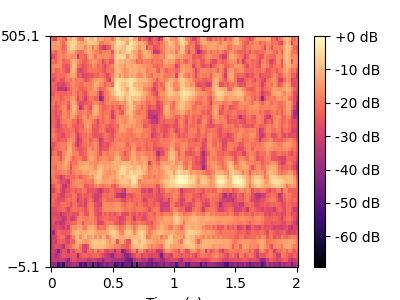 Mel Spectrogram
505.1
−5.1
0
0.5
1
1.5
2
+0 dB
-10 dB
-20 dB
-30 dB
-40 dB
-50 dB
-60 dB